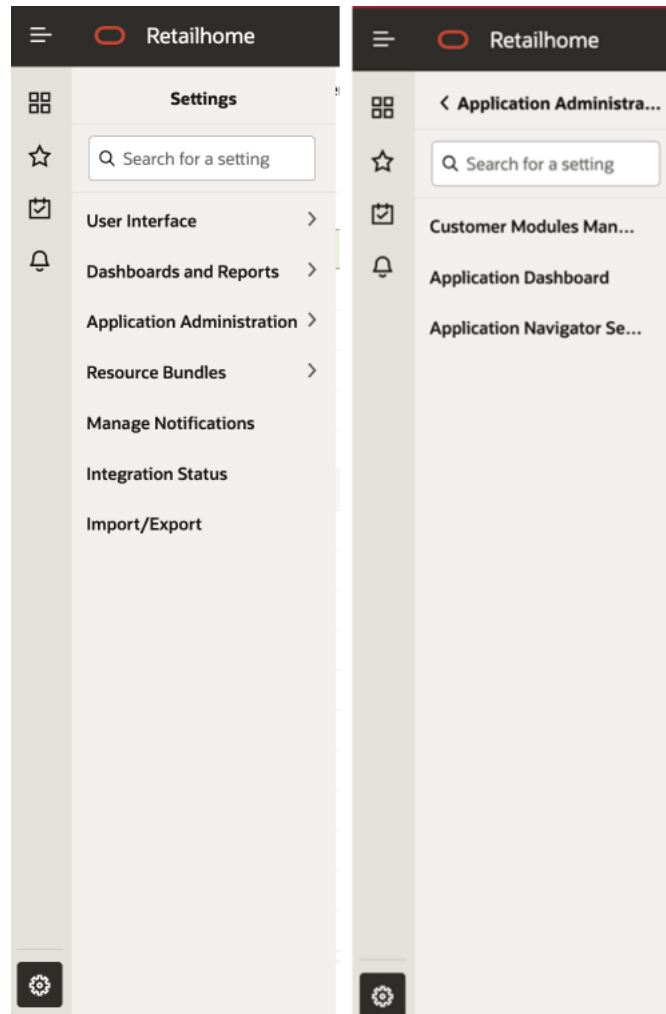 Retailhome
Settings
Search for a setting
User Interface
Dashboards and Reports
Application Administration
Resource Bundles
Manage Notifications
Integration Status
Import/Export
Retailhome
Application Administra...
Search for a setting
Customer Modules Man...
Application Dashboard
Application Navigator Se...